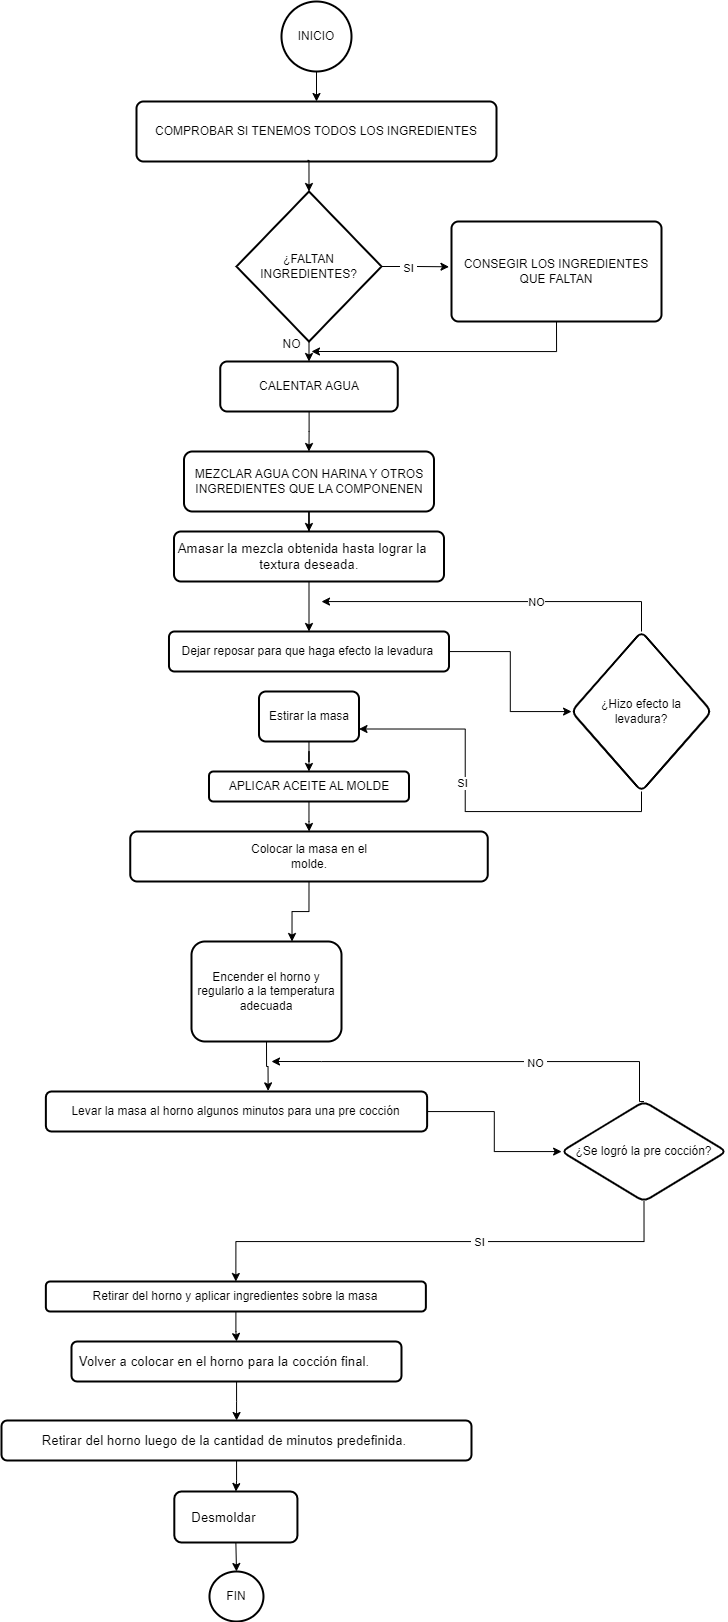 INICIO
COMPROBAR SI TENEMOS TODOS LOS INGREDIENTES
¿FALTAN
INGREDIENTES?
SI
CONSEGIR LOS INGREDIENTES
QUE FALTAN
NO
CALENTAR AGUA
MEZCLAR AGUA CON HARINA Y OTROS
INGREDIENTES QUE LA COMPONENEN
Amasar la mezcla obtenida hasta lograr la
textura deseada.
NO
Dejar reposar para que haga efecto la levadura
¿Hizo efecto la
levadura?
Estirar la masa
SI
APLICAR ACEITE AL MOLDE
Colocar la masa en el
molde.
Encender el horno y
regularlo a la temperatura
adecuada
NO
Levar la masa al horno algunos minutos para una pre cocción
¿Se logró la pre cocción?
SI
Retirar del horno y aplicar ingredientes sobre la masa
Volver a colocar en el horno para la cocción final.
Retirar del horno luego de la cantidad de minutos predefinida.
Desmoldar
FIN